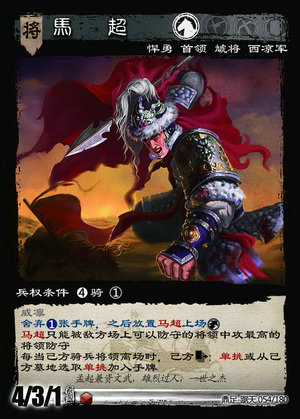 将 馬 超
悍勇 首领 城将 西凉军
兵权条件 4 骑 1
威凛
舍弃1张手牌，之后放置马超上场
马超只能被敌方场上可以防守的将领中攻最高的
将领防守
每当己方骑兵将领离场时，己方 ，单挑或从己
方墓地选取单挑加入手牌
孟起兼资文武，雄烈过人，一世之杰
4/3/1
054/180